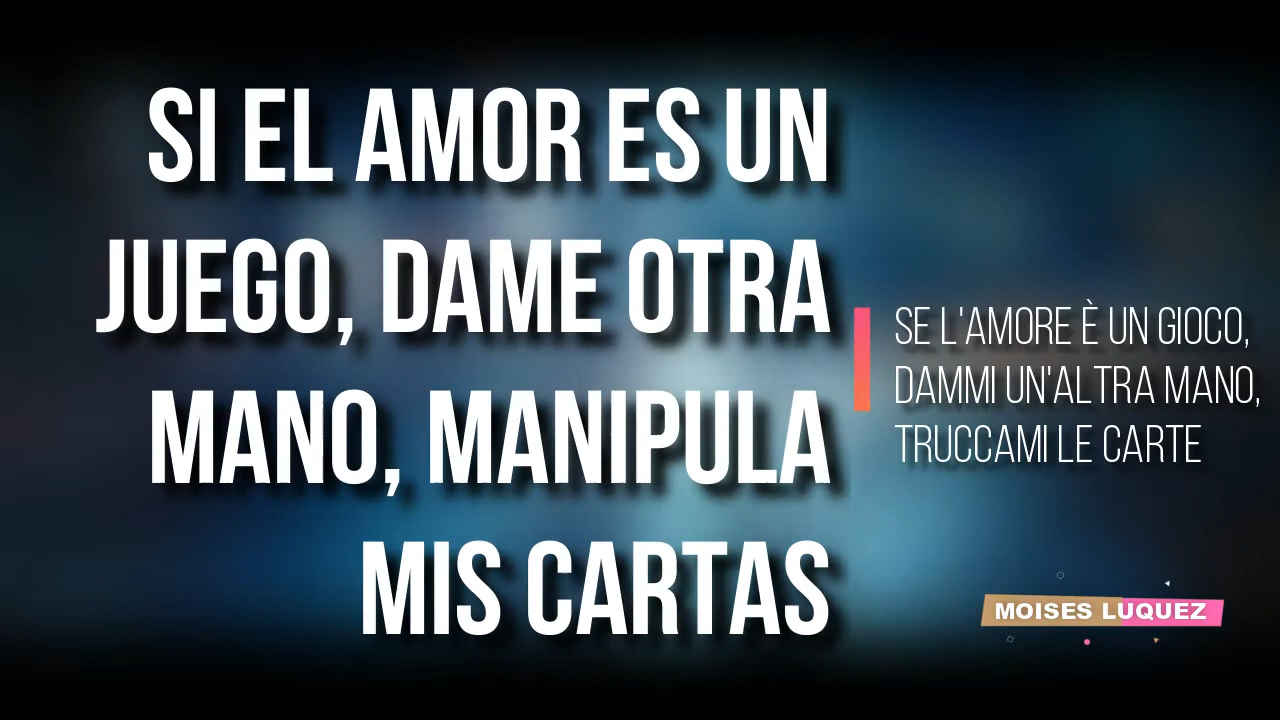 SI EL AMOR ES UN
JUEGO, DAME OTRA
MANO, MANIPULA
MIS CARTAS
SE L'AMORE È UN GIOCO,
DAMMI UN'ALTRA MANO,
TRUCCAMI LE CARTE
MOISES LUQUEZ